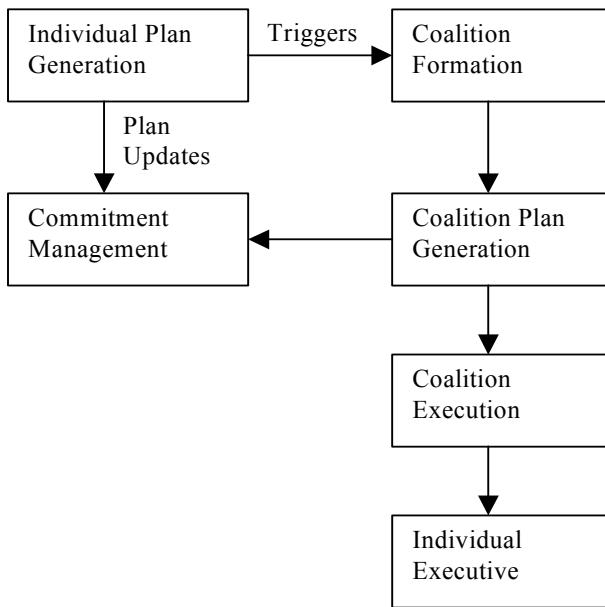 Individual Plan
Generation
Triggers
Coalition
Formation
Plan
Updates
Commitment
Management
Coalition Plan
Generation
Coalition
Execution
Individual
Executive